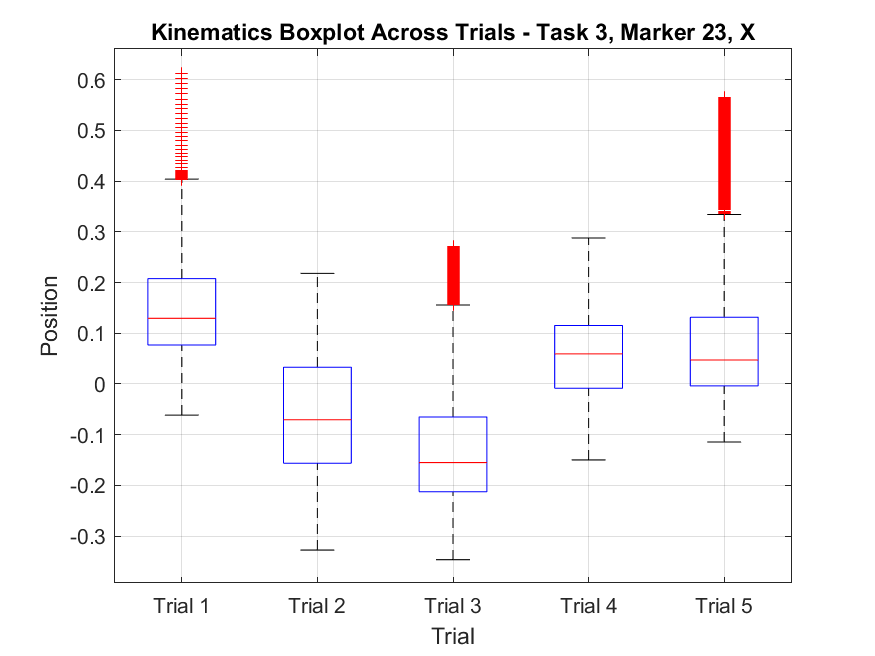 Kinematics Boxplot Across Trials - Task 3, Marker 23, X
0.6
0.5
0.4
0.3
0.2
0.1
0
-0.1
-0.2
-0.3
Position
Trial 1 Trial 2 Trial 3 Trial 4 Trial 5
Trial